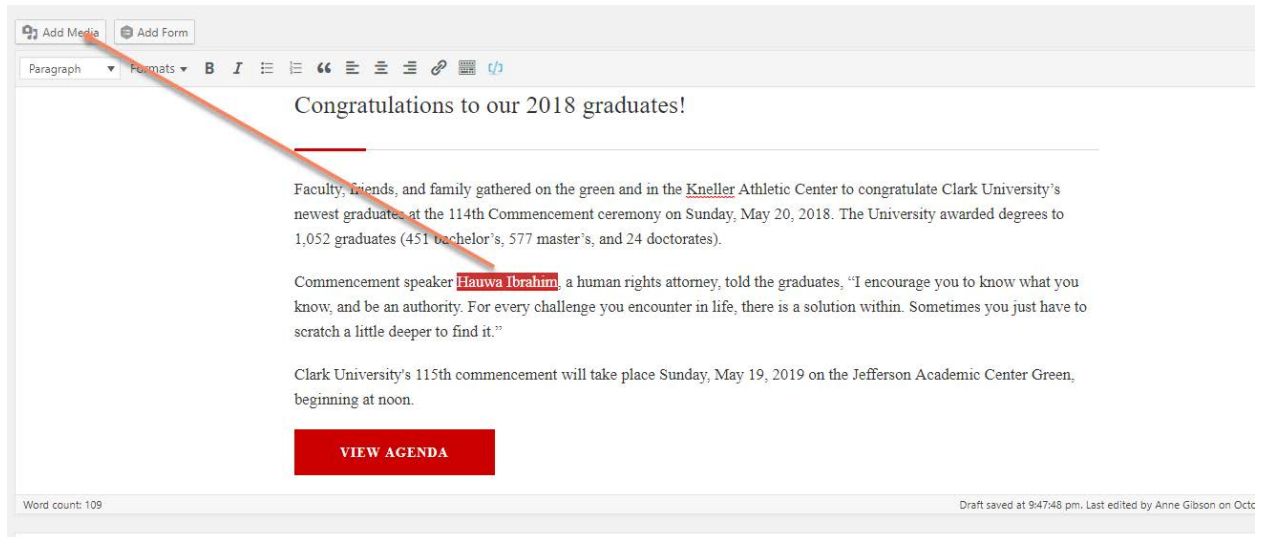 Add Media Add Form
Paragraph Formats B I
Congratulations to our 2018 graduates!
Faculty, friends, and family gathered on the green and in the Kneller Athletic Center to congratulate Clark University’s
newest graduates at the 114th Commencement ceremony on Sunday, May 20, 2018. The University awarded degrees to
1,052 graduates (451 bachelor’s, 577 master’s, and 24 doctorates).
Commencement speaker Hauwa Ibrahim, a human rights attorney, told the graduates, “I encourage you to know what you
know, and be an authority. For every challenge you encounter in life, there is a solution within. Sometimes you just have to
scratch a little deeper to find it.”
Clark University's 115th commencement will take place Sunday, May 19, 2019 on the Jefferson Academic Center Green,
beginning at noon.
VIEW AGENDA
Word count: 109 Draft saved at 9:47:48 pm. Last edited by Anne Gibson on Octo